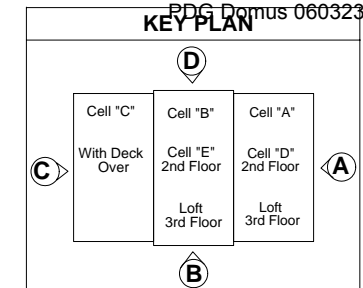 PDG Domus 060323
KEY PLAN
D
Cell "C"
Cell "B"
Cell "A"
With Deck
Over
Cell "E"
2nd Floor
Cell "D"
2nd Floor
C
A
Loft
3rd Floor
Loft
3rd Floor
B